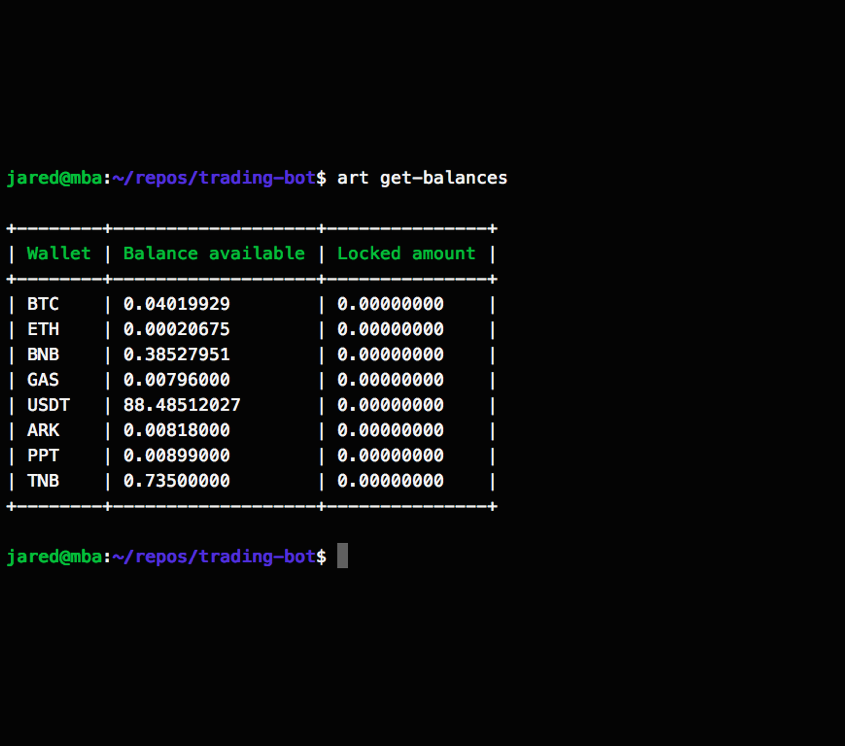 jared@mba:~/repos/trading-bot$ art get-balances
+--------+-------------------+---------------+
| Wallet | Balance available | Locked amount |
+--------+-------------------+---------------+
| BTC    | 0.04019929        | 0.00000000    |
| ETH    | 0.00020675        | 0.00000000    |
| BNB    | 0.38527951        | 0.00000000    |
| GAS    | 0.00796000        | 0.00000000    |
| USDT   | 88.48512027       | 0.00000000    |
| ARK    | 0.00818000        | 0.00000000    |
| PPT    | 0.00899000        | 0.00000000    |
| TNB    | 0.73500000        | 0.00000000    |
+--------+-------------------+---------------+
jared@mba:~/repos/trading-bot$